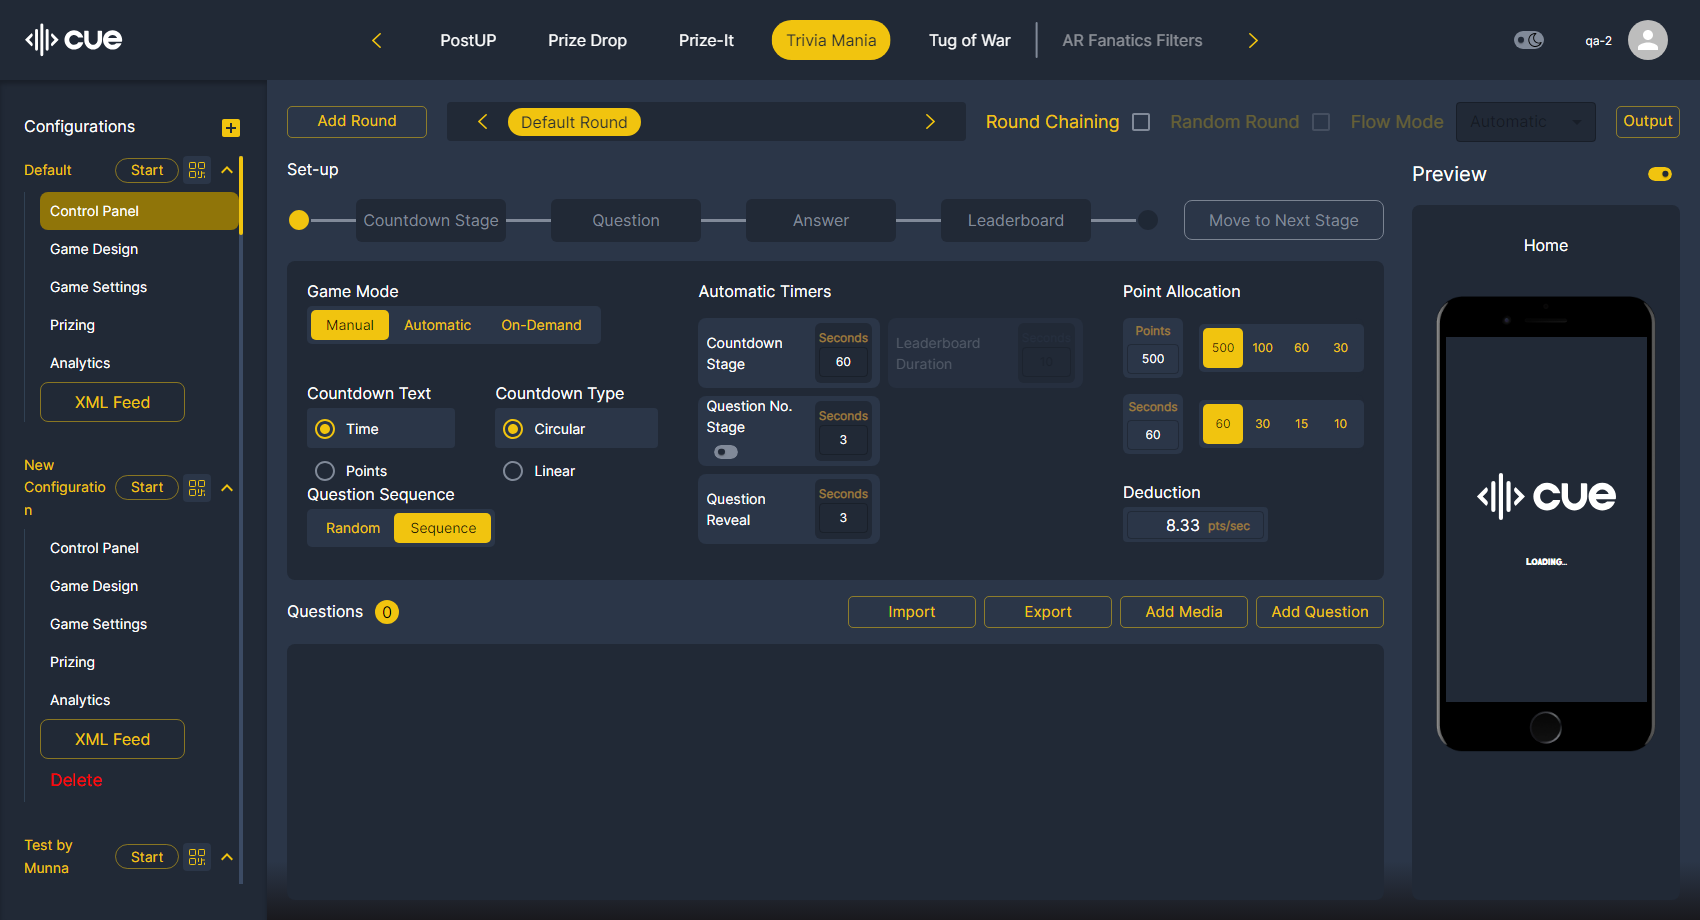 cue
PostUP
Prize Drop
Prize-It
Trivia Mania
Tug of War
AR Fanatics Filters
qa-2
Configurations
Default
Start
Control Panel
Game Design
Game Settings
Prizing
Analytics
XML Feed
New
Configuratio
n
Start
Control Panel
Game Design
Game Settings
Prizing
Analytics
XML Feed
Delete
Test by
Munna
Start
Add Round
Default Round
Round Chaining
Random Round
Flow Mode
Automatic
Output
Set-up
Countdown Stage
Question
Answer
Leaderboard
Move to Next Stage
Game Mode
Manual
Automatic
On-Demand
Countdown Text
Time
Points
Countdown Type
Circular
Linear
Question Sequence
Random
Sequence
Automatic Timers
Countdown
Stage
Seconds
60
Leaderboard
Duration
Seconds
10
Question No.
Stage
Seconds
3
Question
Reveal
Seconds
3
Point Allocation
Points
500
500
100
60
30
Seconds
60
60
30
15
10
Deduction
8.33 pts/sec
Questions 0
Import
Export
Add Media
Add Question
Preview
Home
cue
LOADING...